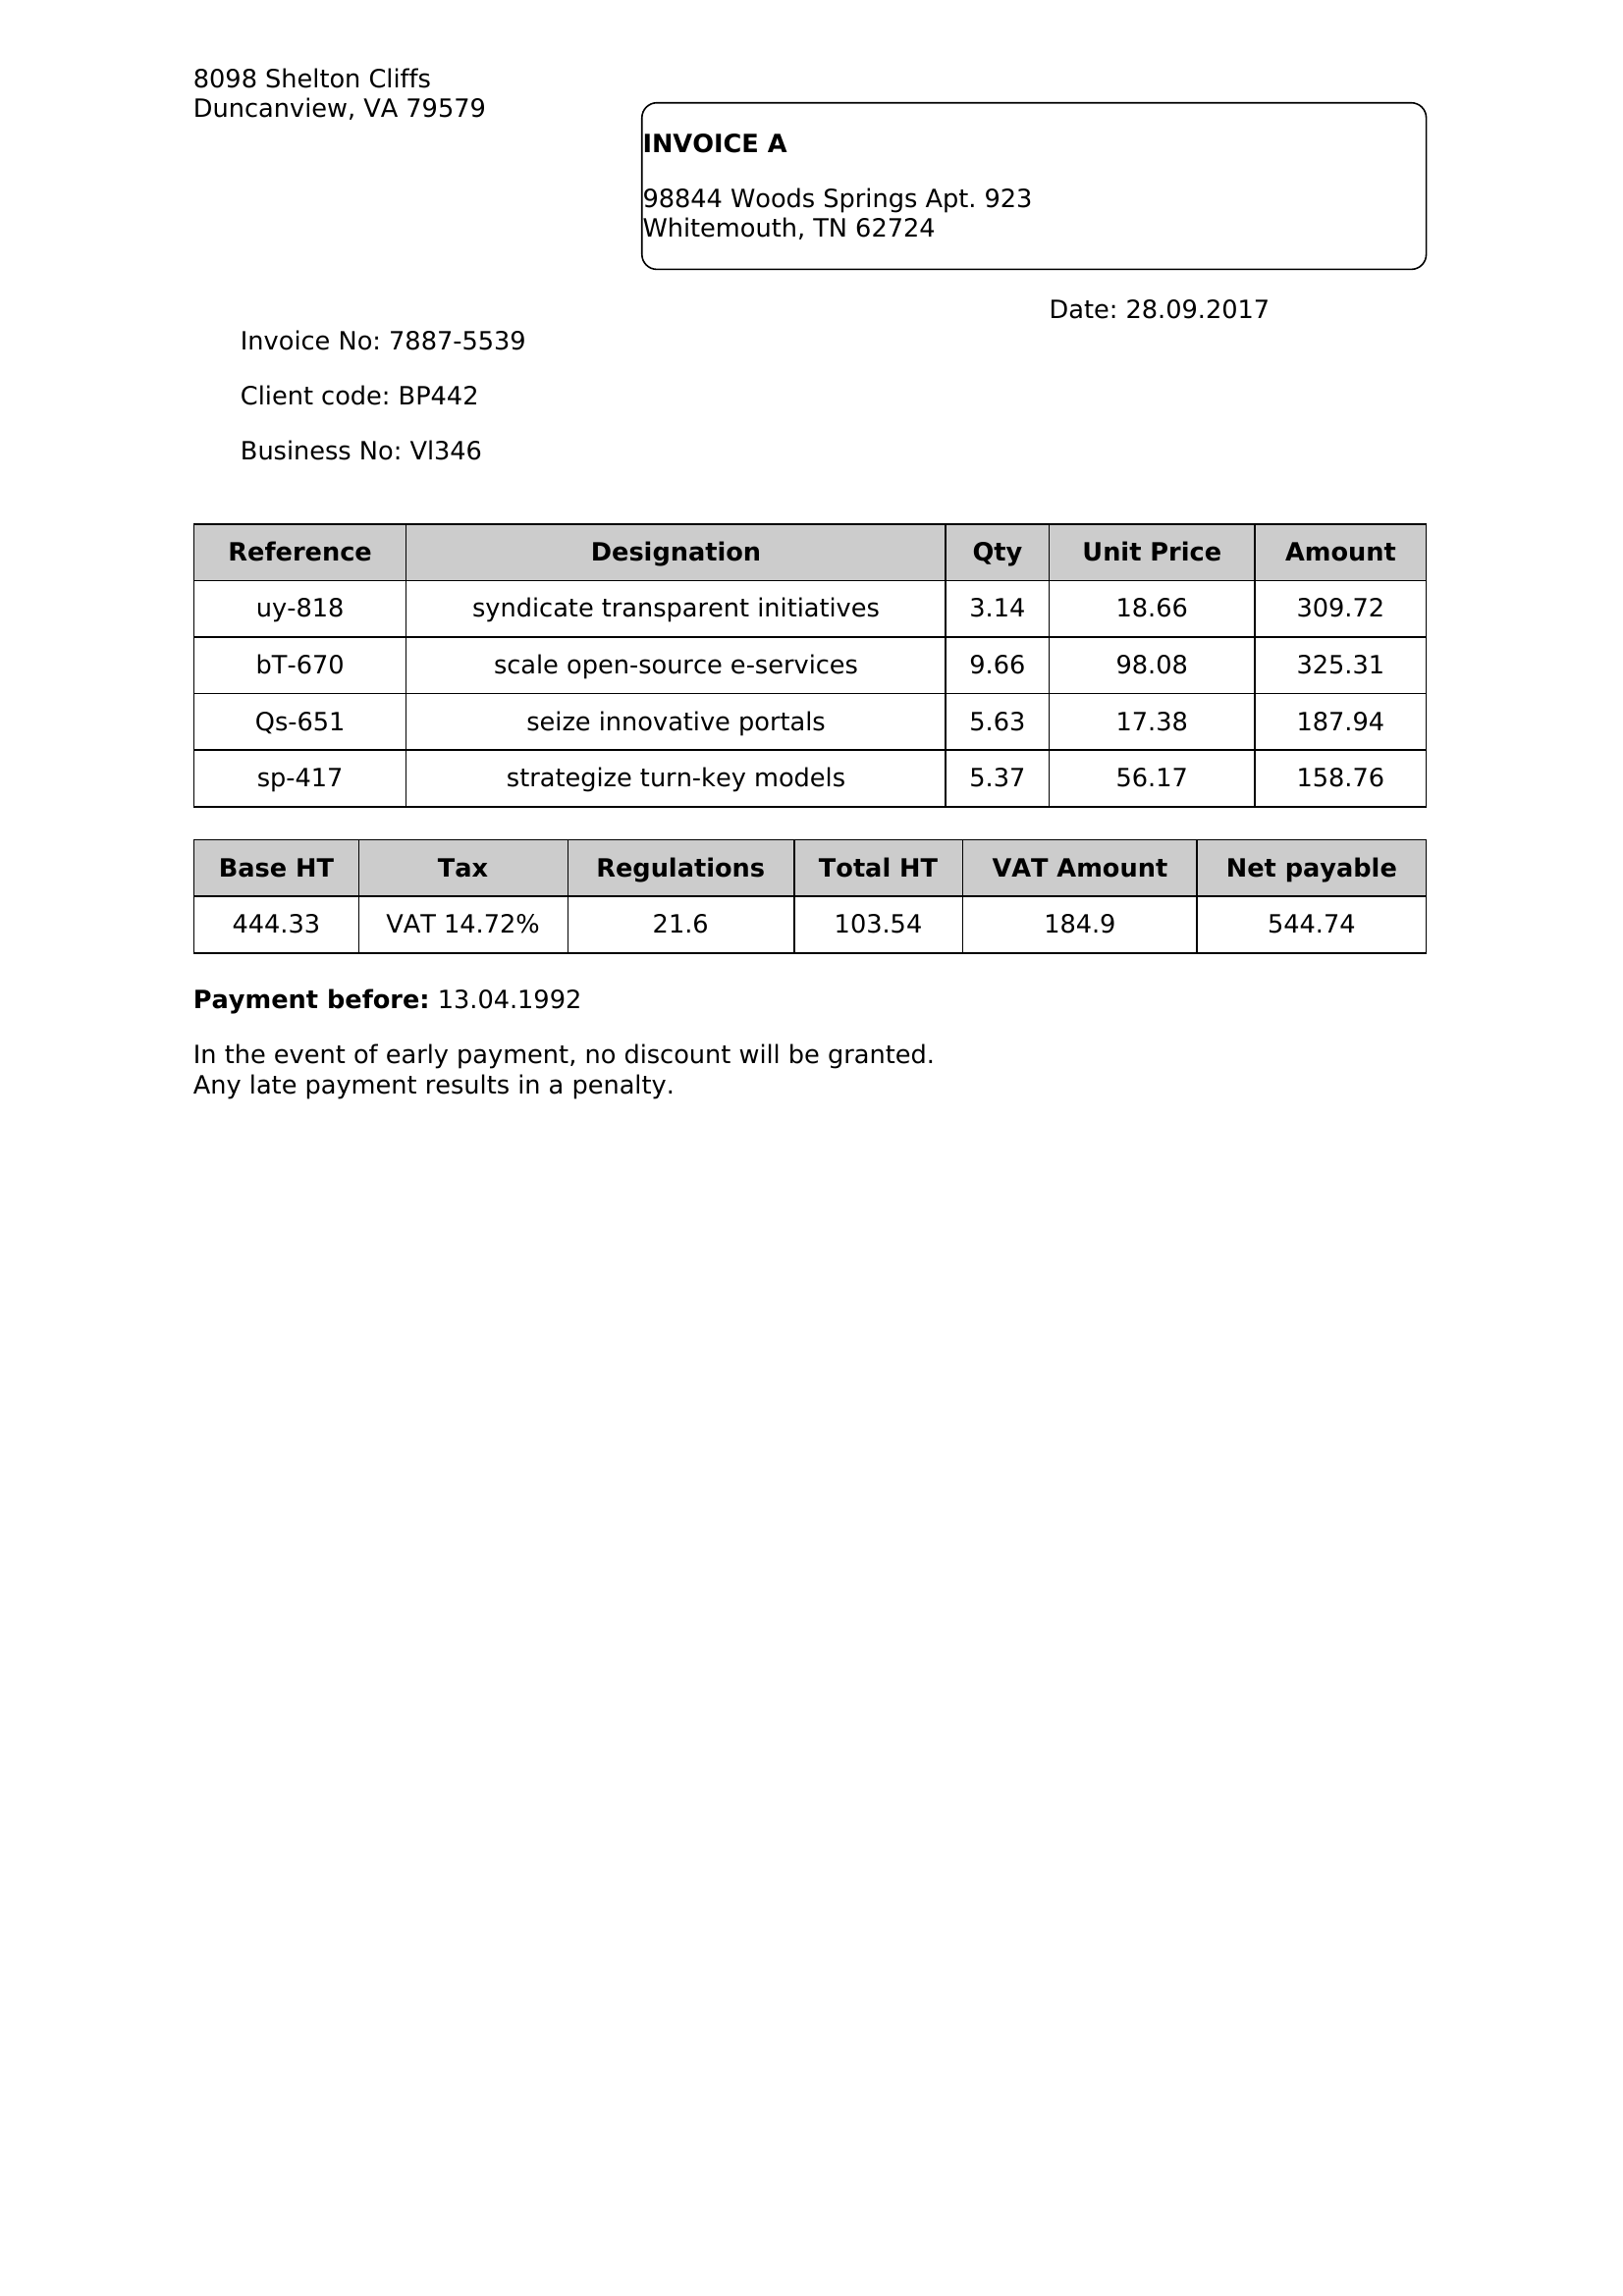 8098 Shelton Cliffs
Duncanview, VA 79579
INVOICE A
98844 Woods Springs Apt. 923
Whitemouth, TN 62724
Date: 28.09.2017
Invoice No: 7887-5539
Client code: BP442
Business No: Vl346
Reference Designation Qty Unit Price Amount
uy-818 syndicate transparent initiatives 3.14 18.66 309.72
bT-670 scale open-source e-services 9.66 98.08 325.31
Qs-651 seize innovative portals 5.63 17.38 187.94
sp-417 strategize turn-key models 5.37 56.17 158.76
Base HT Tax Regulations Total HT VAT Amount Net payable
444.33 VAT 14.72% 21.6 103.54 184.9 544.74
Payment before: 13.04.1992
In the event of early payment, no discount will be granted.
Any late payment results in a penalty.